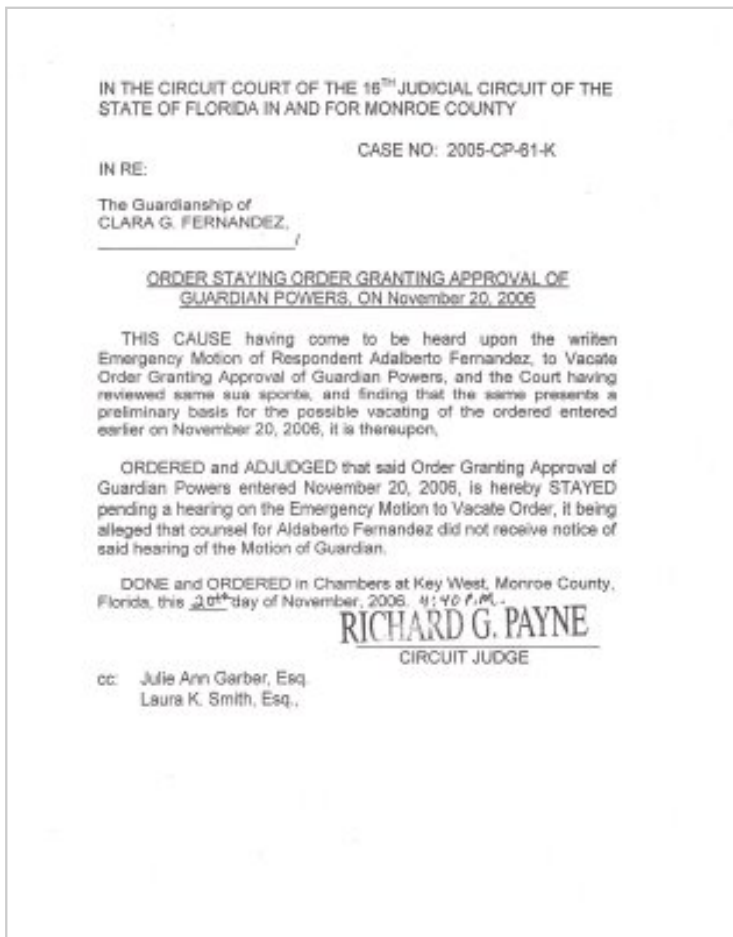 IN THE CIRCUIT COURT OF THE 16TH JUDICIAL CIRCUIT OF THE
STATE OF FLORIDA IN AND FOR MONROE COUNTY
CASE NO: 2005-CP-61-K
IN RE:
The Guardianship of
CLARA G. FERNANDEZ,
/
ORDER STAYING ORDER GRANTING APPROVAL OF
GUARDIAN POWERS, ON November 20, 2006
THIS CAUSE having come to be heard upon the wriiten
Emergency Motion of Respondent Adalberto Fernandez, to Vacate
Order Granting Approval of Guardian Powers, and the Court having
reviewed same sua sponte, and finding that the same presents a
preliminary basis for the possible vacating of the ordered entered
earlier on November 20, 2006, it is thereupon,
ORDERED and ADJUDGED that said Order Granting Approval of
Guardian Powers entered November 20, 2006, is hereby STAYED
pending a hearing on the Emergency Motion to Vacate Order, it being
alleged that counsel for Aldaberto Fernandez did not receive notice of
said hearing of the Motion of Guardian.
DONE and ORDERED in Chambers at Key West, Monroe County,
Florida, this 20th day of November, 2006. 4:40 P.M.
RICHARD G. PAYNE
CIRCUIT JUDGE
cc: Julie Ann Garber, Esq.
Laura K. Smith, Esq.,